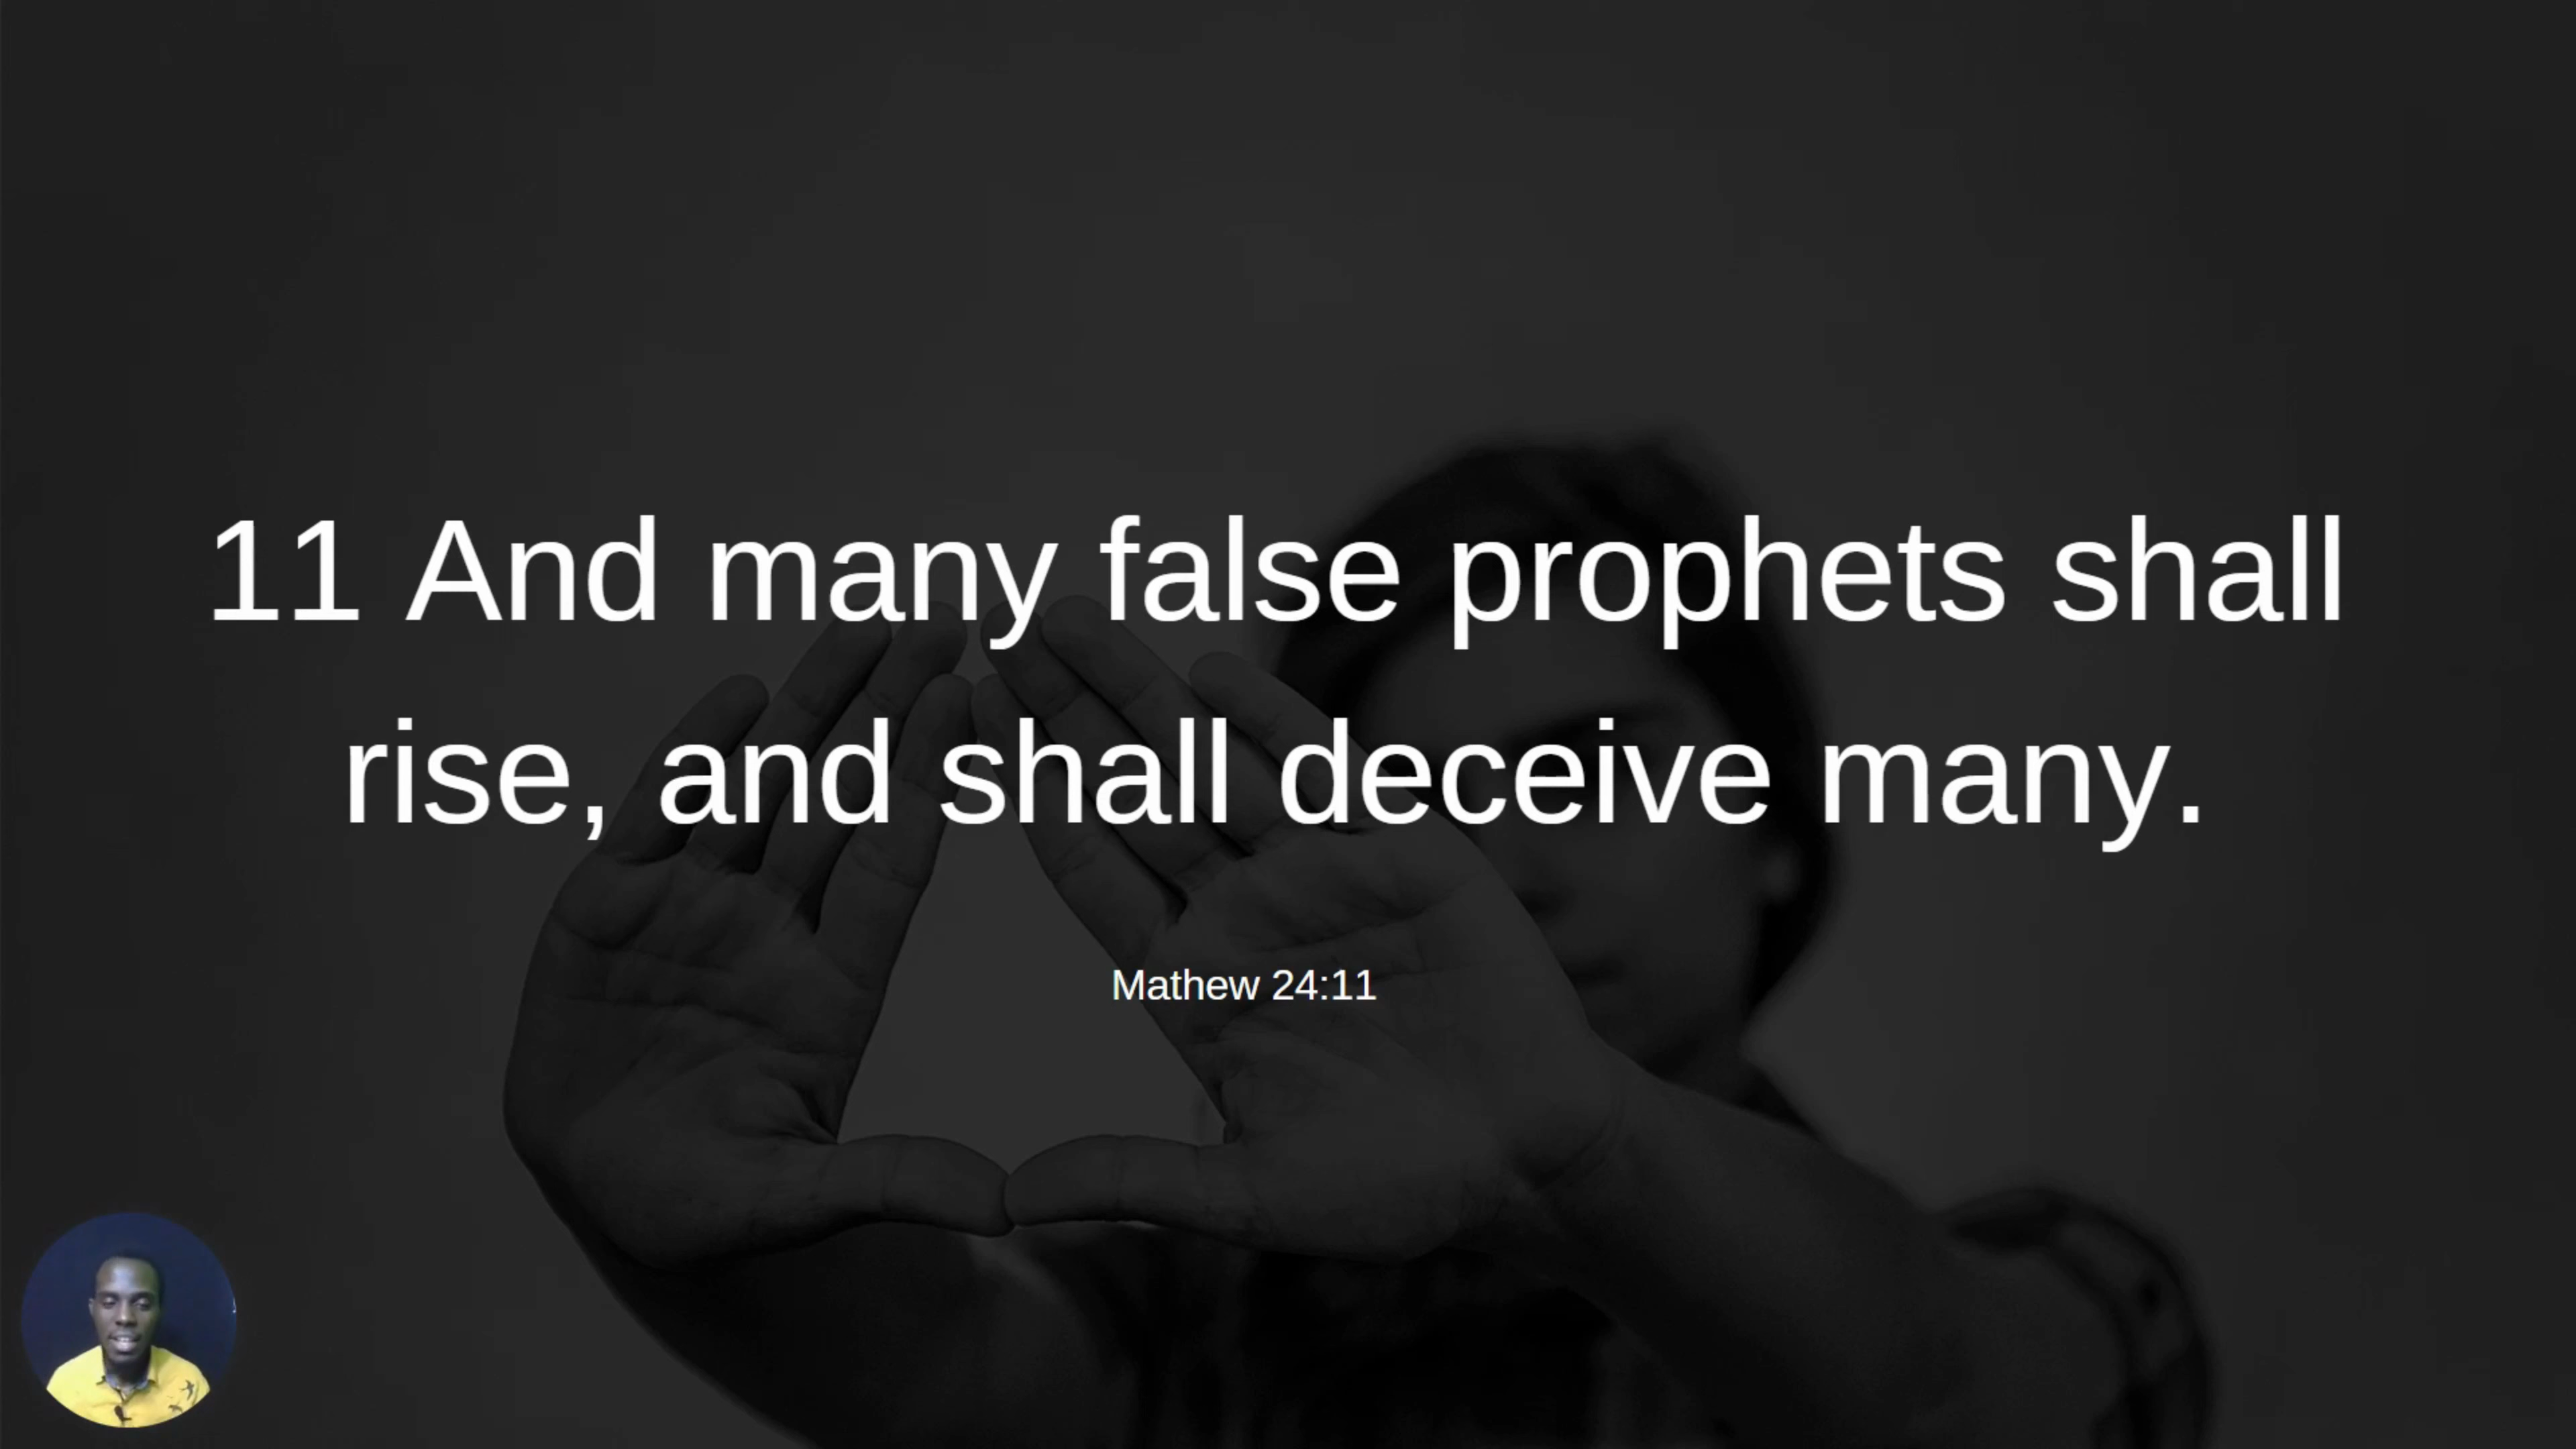 11 And many false prophets shall
rise, and shall deceive many.
Mathew 24:11